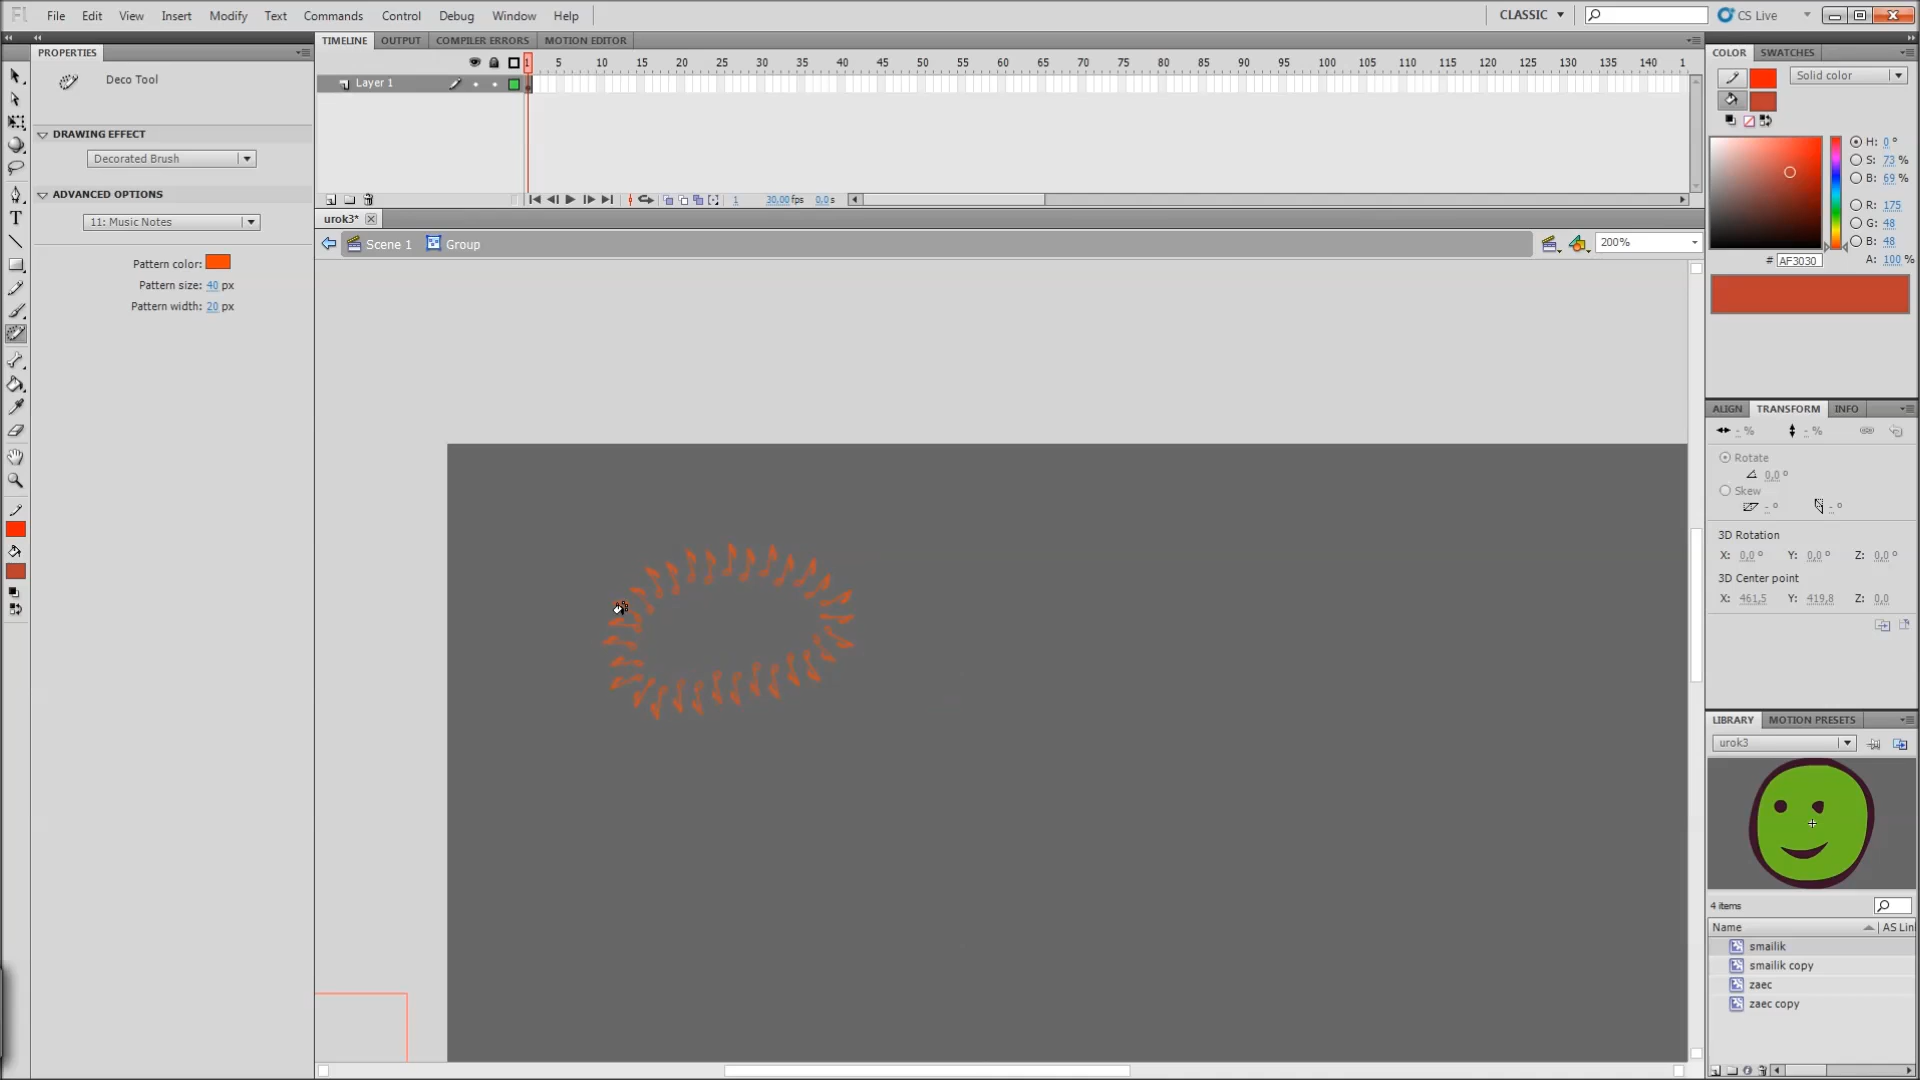 Fl File Edit View Insert Modify Text Commands Control Debug Window Help CLASSIC CS Live
PROPERTIES
Deco Tool
DRAWING EFFECT
Decorated Brush
ADVANCED OPTIONS
11: Music Notes
Pattern color:
Pattern size: 40 px
Pattern width: 20 px
T
TIMELINE OUTPUT COMPILER ERRORS MOTION EDITOR
1 5 10 15 20 25 30 35 40 45 50 55 60 65 70 75 80 85 90 95 100 105 110 115 120 125 130 135 140 1
Layer 1
1 30.00 fps 0.0 s
urok3*
Scene 1 Group 200%
COLOR SWATCHES
Solid color
H: 0 °
S: 73 %
B: 69 %
R: 175
G: 48
B: 48
# AF3030 A: 100 %
ALIGN TRANSFORM INFO
- % - %
Rotate
0,0 °
Skew
- ° - °
3D Rotation
X: 0,0 ° Y: 0,0 ° Z: 0,0 °
3D Center point
X: 461,5 Y: 419,8 Z: 0,0
LIBRARY MOTION PRESETS
urok3
4 items
Name AS Lin
smailik
smailik copy
zaec
zaec copy